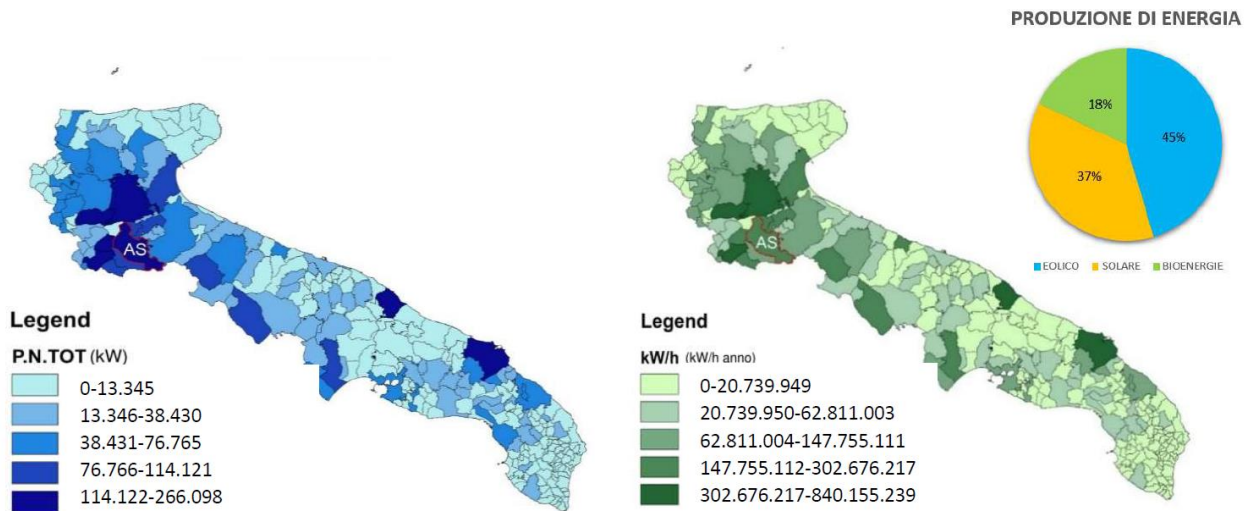 PRODUZIONE DI ENERGIA
45%
37%
18%
EOLICO SOLARE BIOENERGIE
AS
Legend
P.N.TOT (kW)
0-13.345
13.346-38.430
38.431-76.765
76.766-114.121
114.122-266.098
AS
Legend
kW/h (kW/h anno)
0-20.739.949
20.739.950-62.811.003
62.811.004-147.755.111
147.755.112-302.676.217
302.676.217-840.155.239